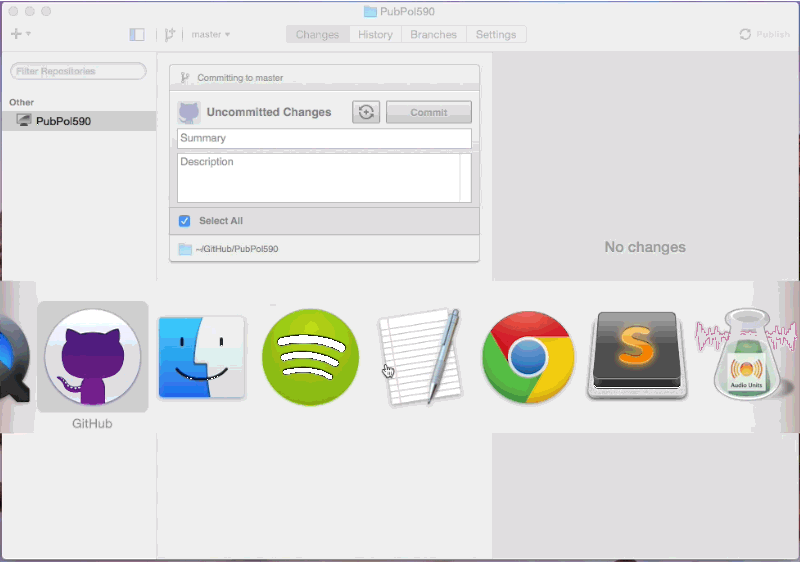 PubPol590
master
Changes
History
Branches
Settings
Publish
Filter Repositories
Other
PubPol590
Committing to master
Uncommitted Changes
Commit
Summary
Description
Select All
~/GitHub/PubPol590
No changes
S
Audio Units
GitHub